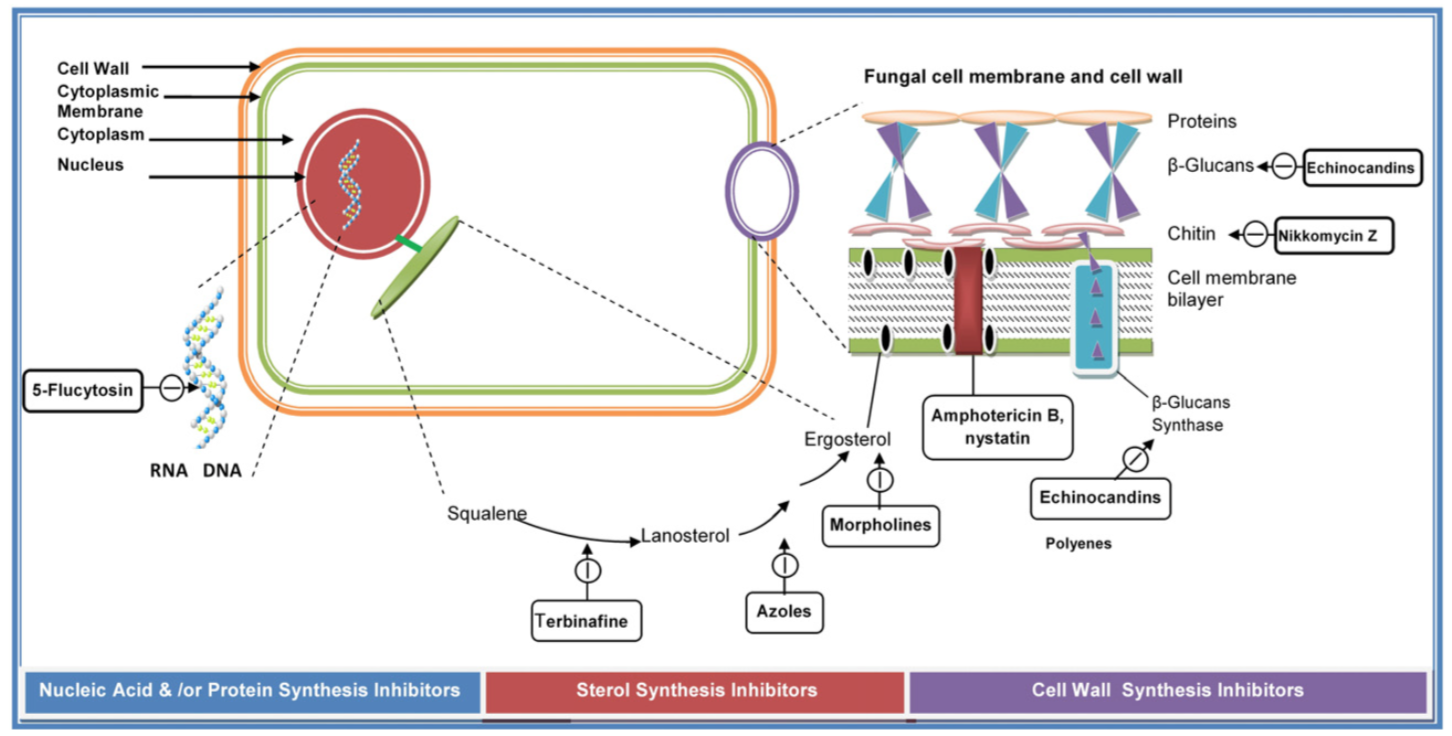 Cell Wall
Cytoplasmic
Membrane
Cytoplasm
Nucleus
Fungal cell membrane and cell wall
Proteins
β-Glucans
Echinocandins
Chitin
Nikkomycin Z
Cell membrane
bilayer
5-Flucytosin
RNA DNA
β-Glucans
Synthase
Amphotericin B,
nystatin
Ergosterol
Echinocandins
Squalene
Lanosterol
Morpholines
Polyenes
Terbinafine
Azoles
Nucleic Acid & /or Protein Synthesis Inhibitors
Sterol Synthesis Inhibitors
Cell Wall Synthesis Inhibitors